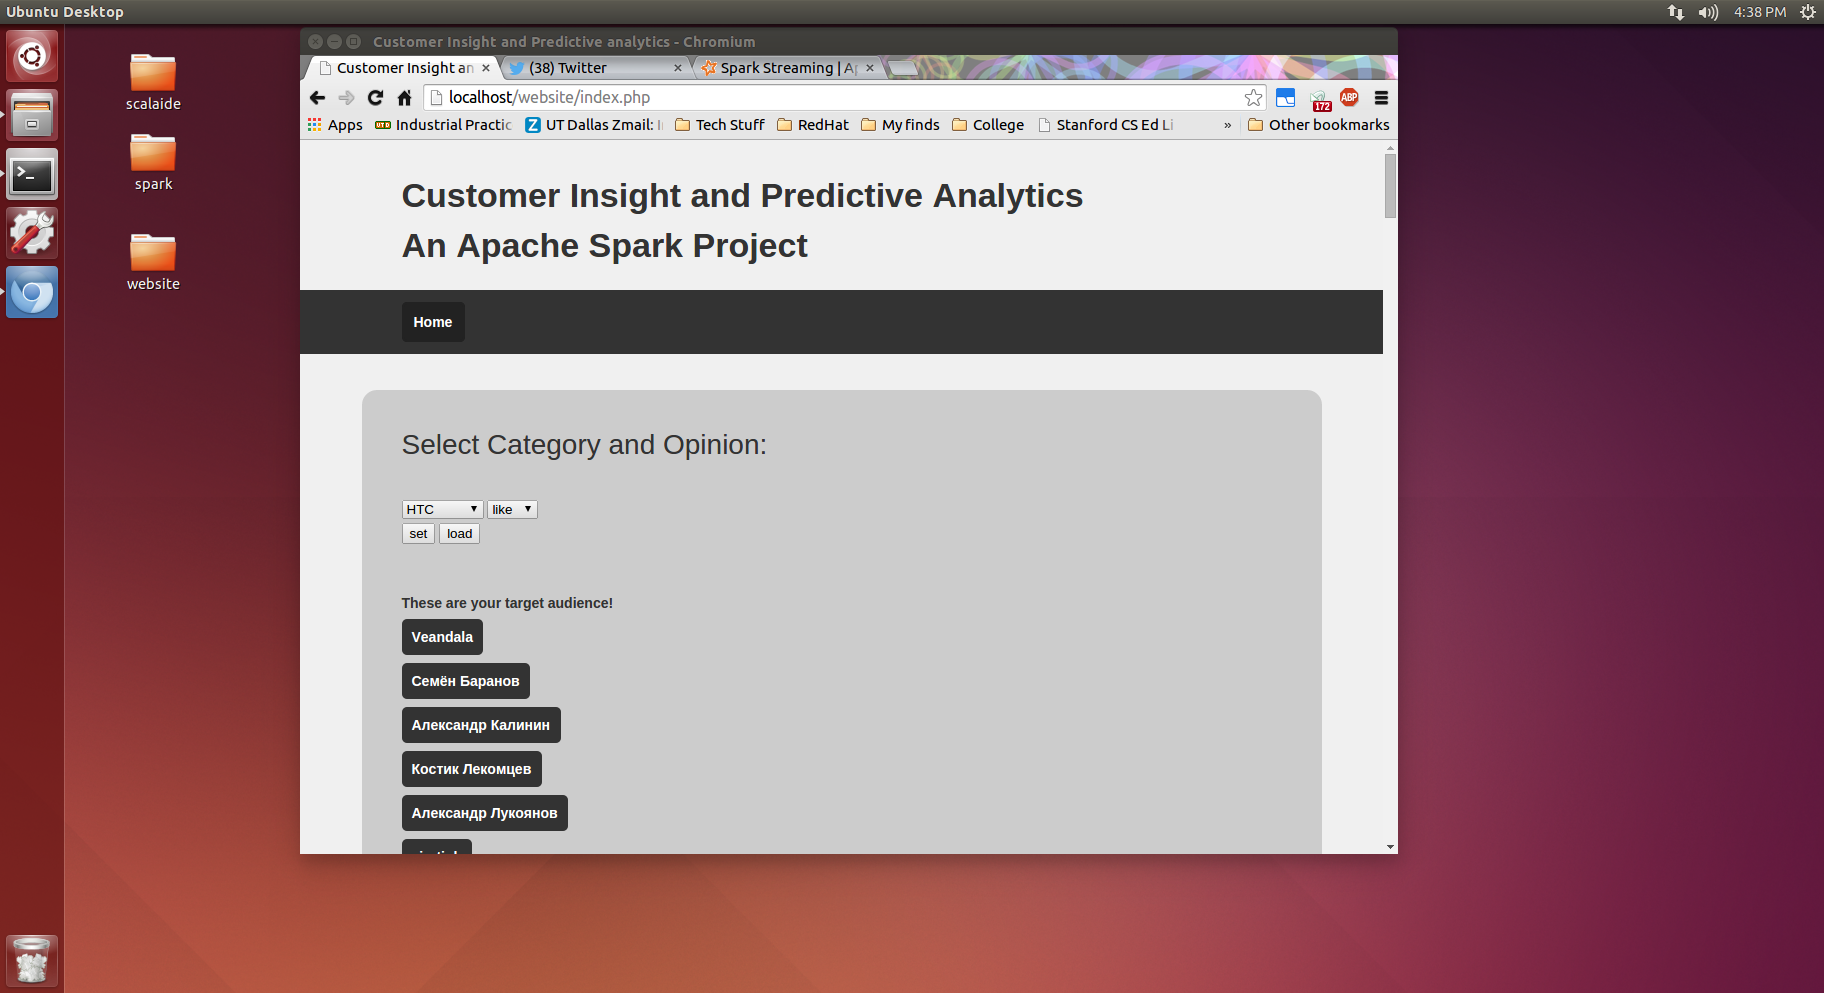 Ubuntu Desktop
4:38 PM
scalaide
spark
website
Customer Insight and Predictive analytics - Chromium
Customer Insight an
(38) Twitter
Spark Streaming | Ap
localhost/website/index.php
172
ABP
Apps
UTD
Industrial Practic
Z
UT Dallas Zmail:
Tech Stuff
RedHat
My finds
College
Stanford CS Ed Li
»
Other bookmarks
Customer Insight and Predictive Analytics
An Apache Spark Project
Home
Select Category and Opinion:
HTC like
set load
These are your target audience!
Veandala
Семён Баранов
Александр Калинин
Костик Лекомцев
Александр Лукоянов